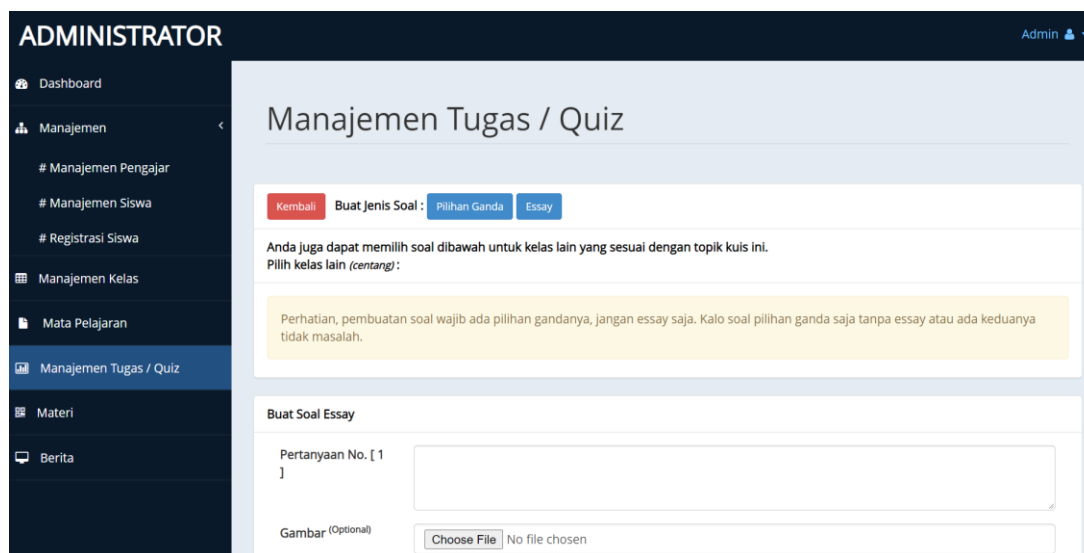 ADMINISTRATOR
Admin
Dashboard
Manajemen
# Manajemen Pengajar
# Manajemen Siswa
# Registrasi Siswa
Manajemen Kelas
Mata Pelajaran
Manajemen Tugas / Quiz
Materi
Berita
Manajemen Tugas / Quiz
Kembali Buat Jenis Soal : Pilihan Ganda Essay
Anda juga dapat memilih soal dibawah untuk kelas lain yang sesuai dengan topik kuis ini.
Pilih kelas lain (centang) :
Perhatian, pembuatan soal wajib ada pilihan gandanya, jangan essay saja. Kalo soal pilihan ganda saja tanpa essay atau ada keduanya
tidak masalah.
Buat Soal Essay
Pertanyaan No. [ 1
]
Gambar (Optional) Choose File No file chosen